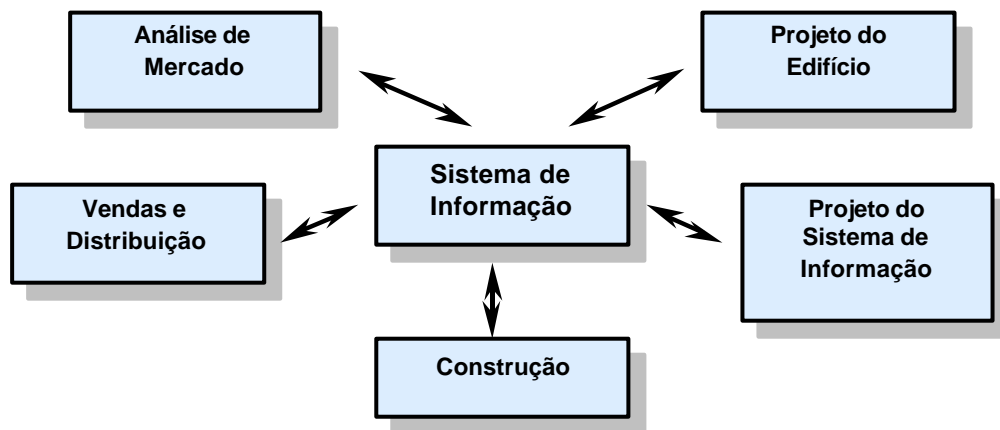 Análise de
Mercado
Projeto do
Edifício
Sistema de
Informação
Vendas e
Distribuição
Projeto do
Sistema de
Informação
Construção